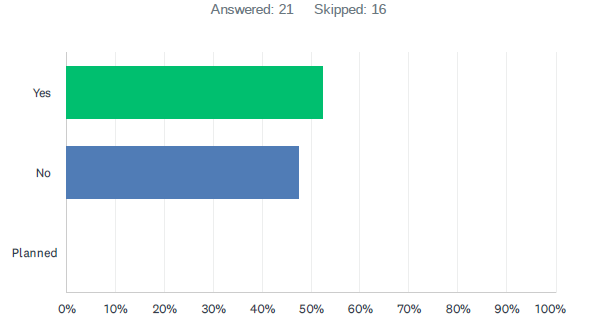 Answered: 21 Skipped: 16
Yes
No
Planned
0% 10% 20% 30% 40% 50% 60% 70% 80% 90% 100%